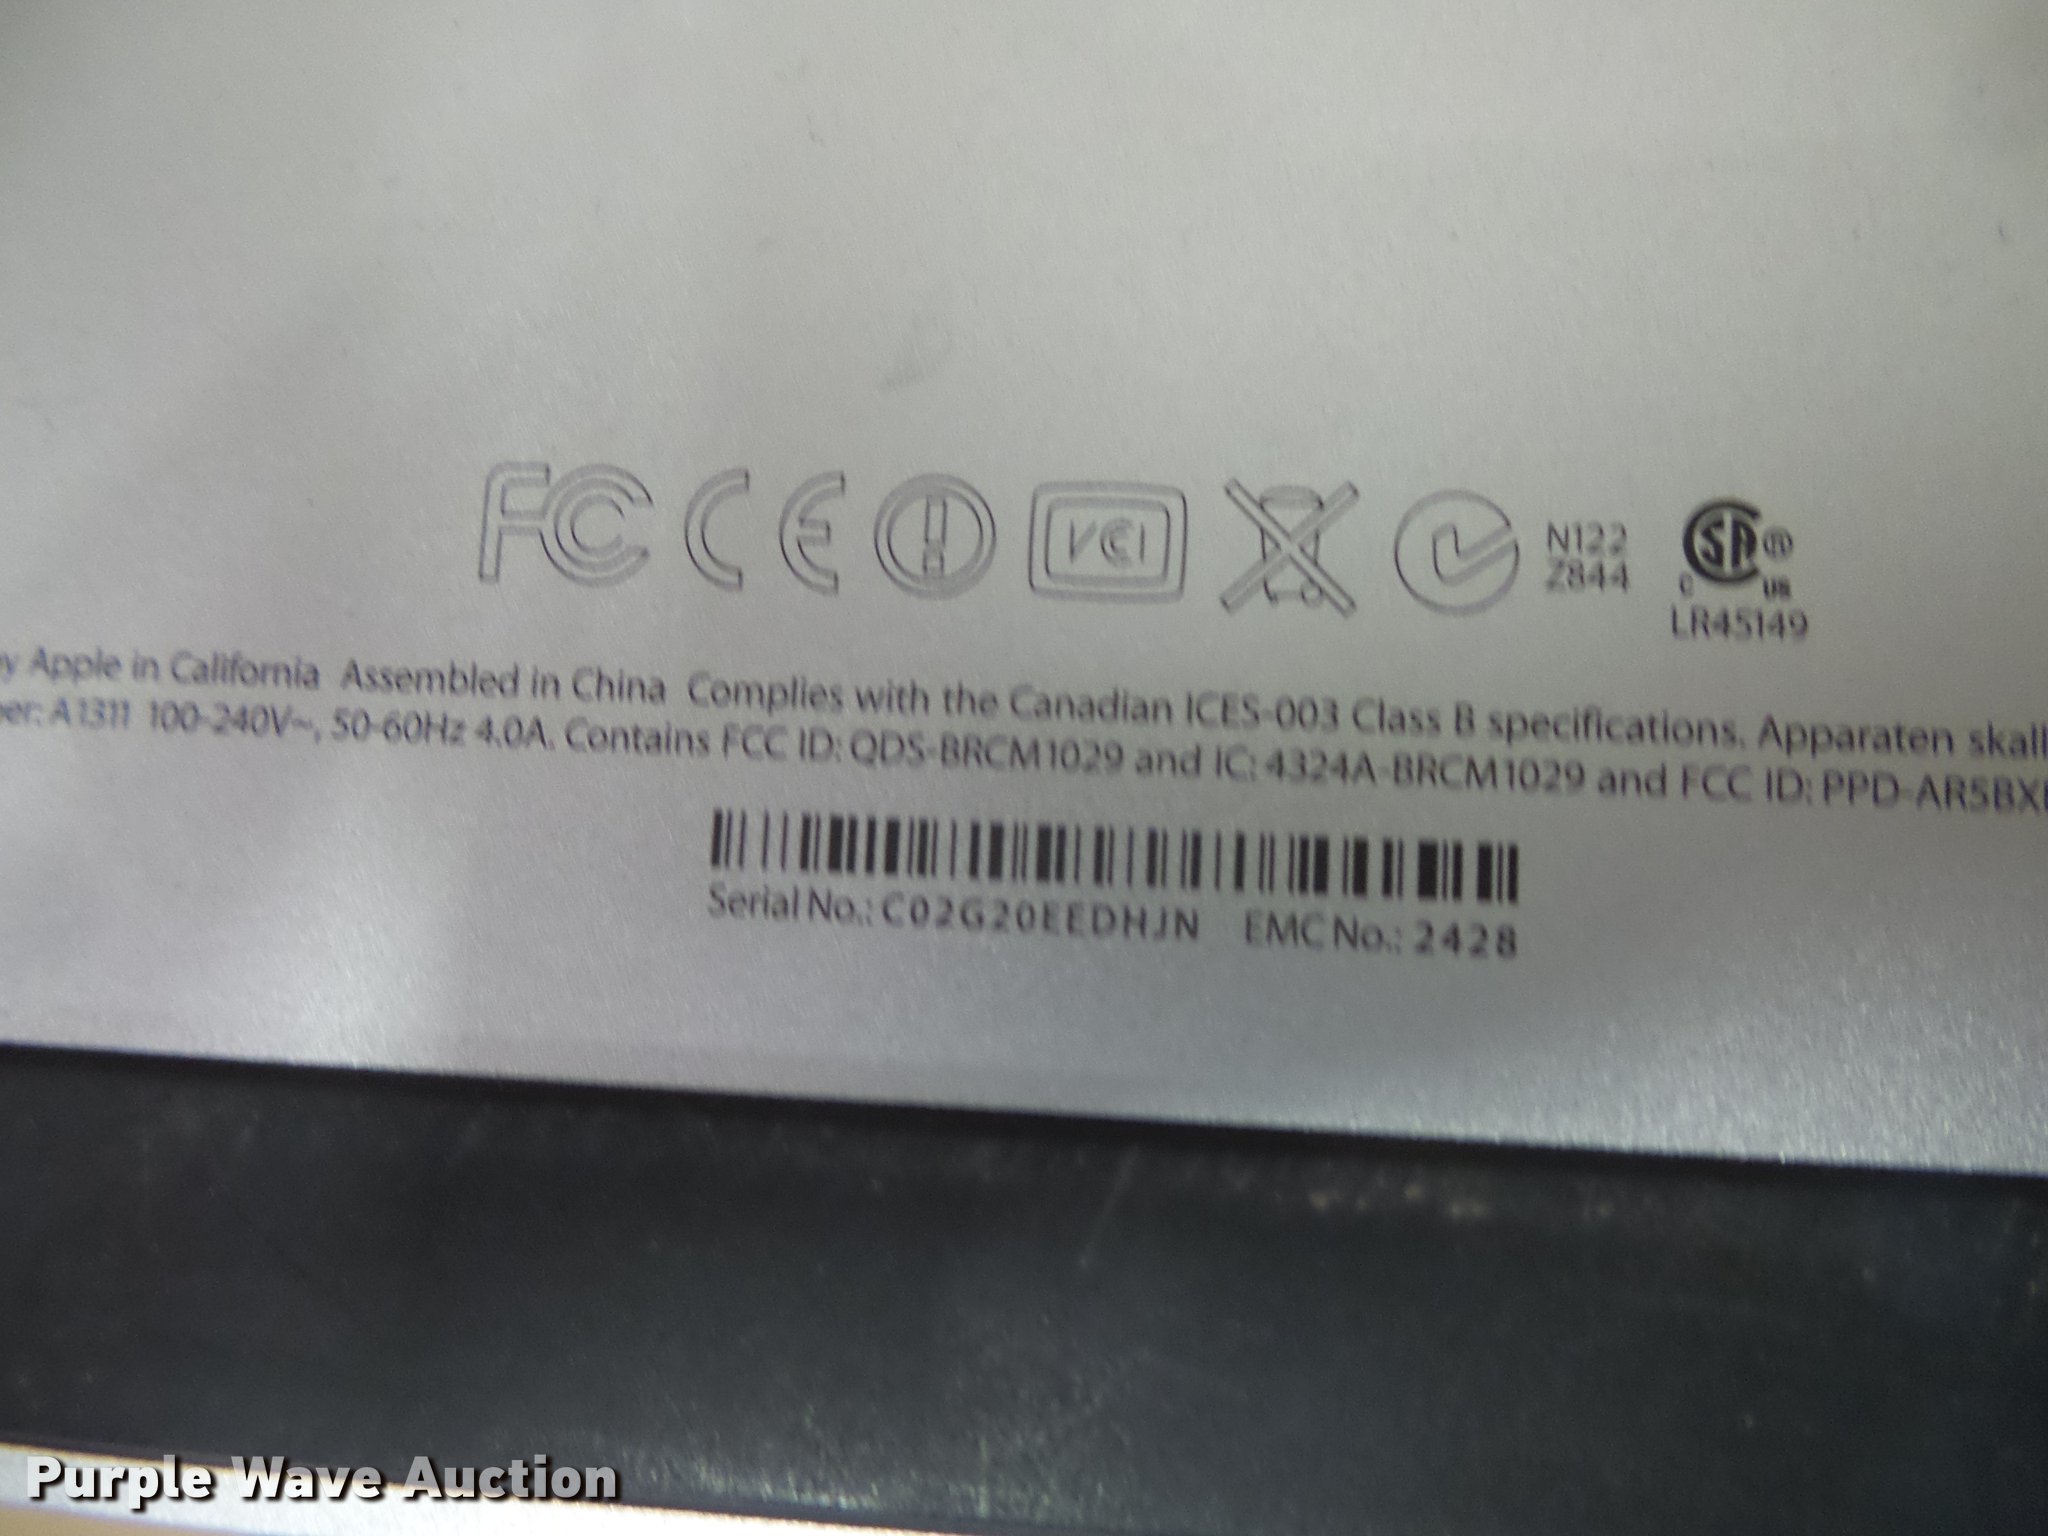 FC CE VCI N122
Z844 SA ®
C US
LR45149
Apple in California Assembled in China Complies with the Canadian ICES-003 Class B specifications. Apparaten skall
A1311 100-240V~, 50-60Hz 4.0A. Contains FCC ID: QDS-BRCM1029 and IC: 4324A-BRCM1029 and FCC ID: PPD-AR5BX
Serial No.: C02G20EEDHJN EMC No.: 2428
Purple Wave Auction